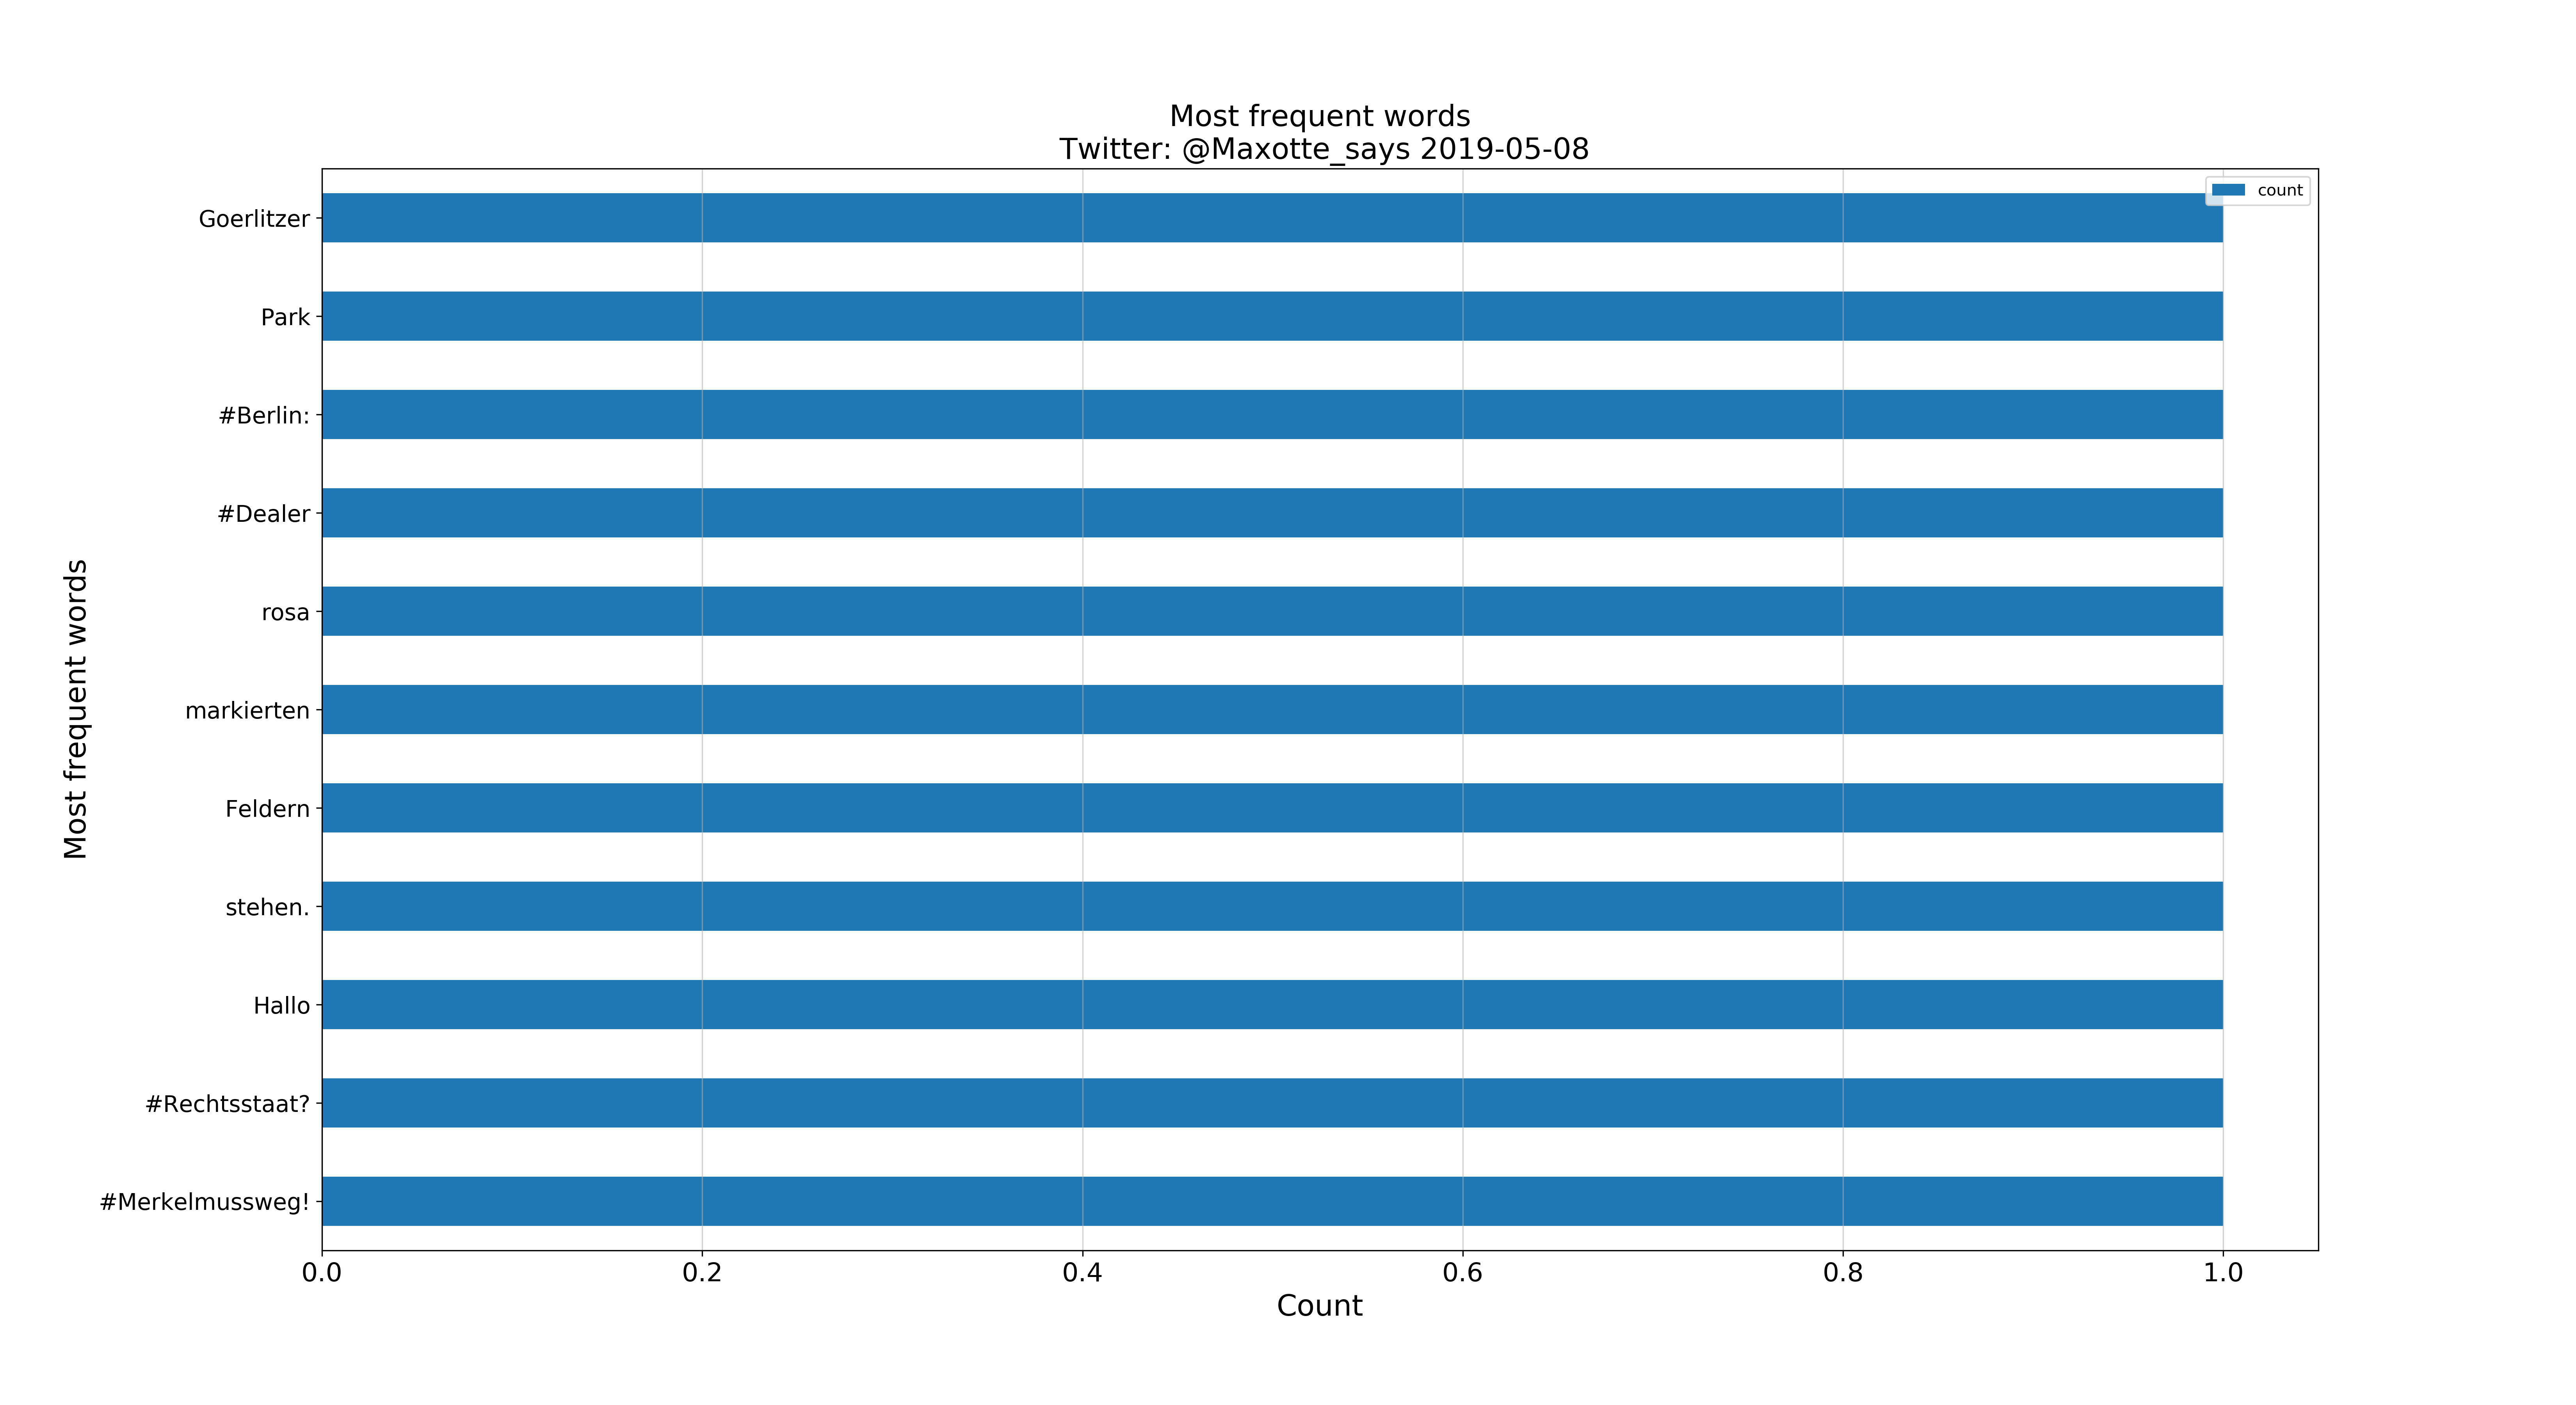 Most frequent words
Twitter: @Maxotte_says 2019-05-08
count
Most frequent words
Goerlitzer
Park
#Berlin:
#Dealer
rosa
markierten
Feldern
stehen.
Hallo
#Rechtsstaat?
#Merkelmussweg!
0.0 0.2 0.4 0.6 0.8 1.0
Count